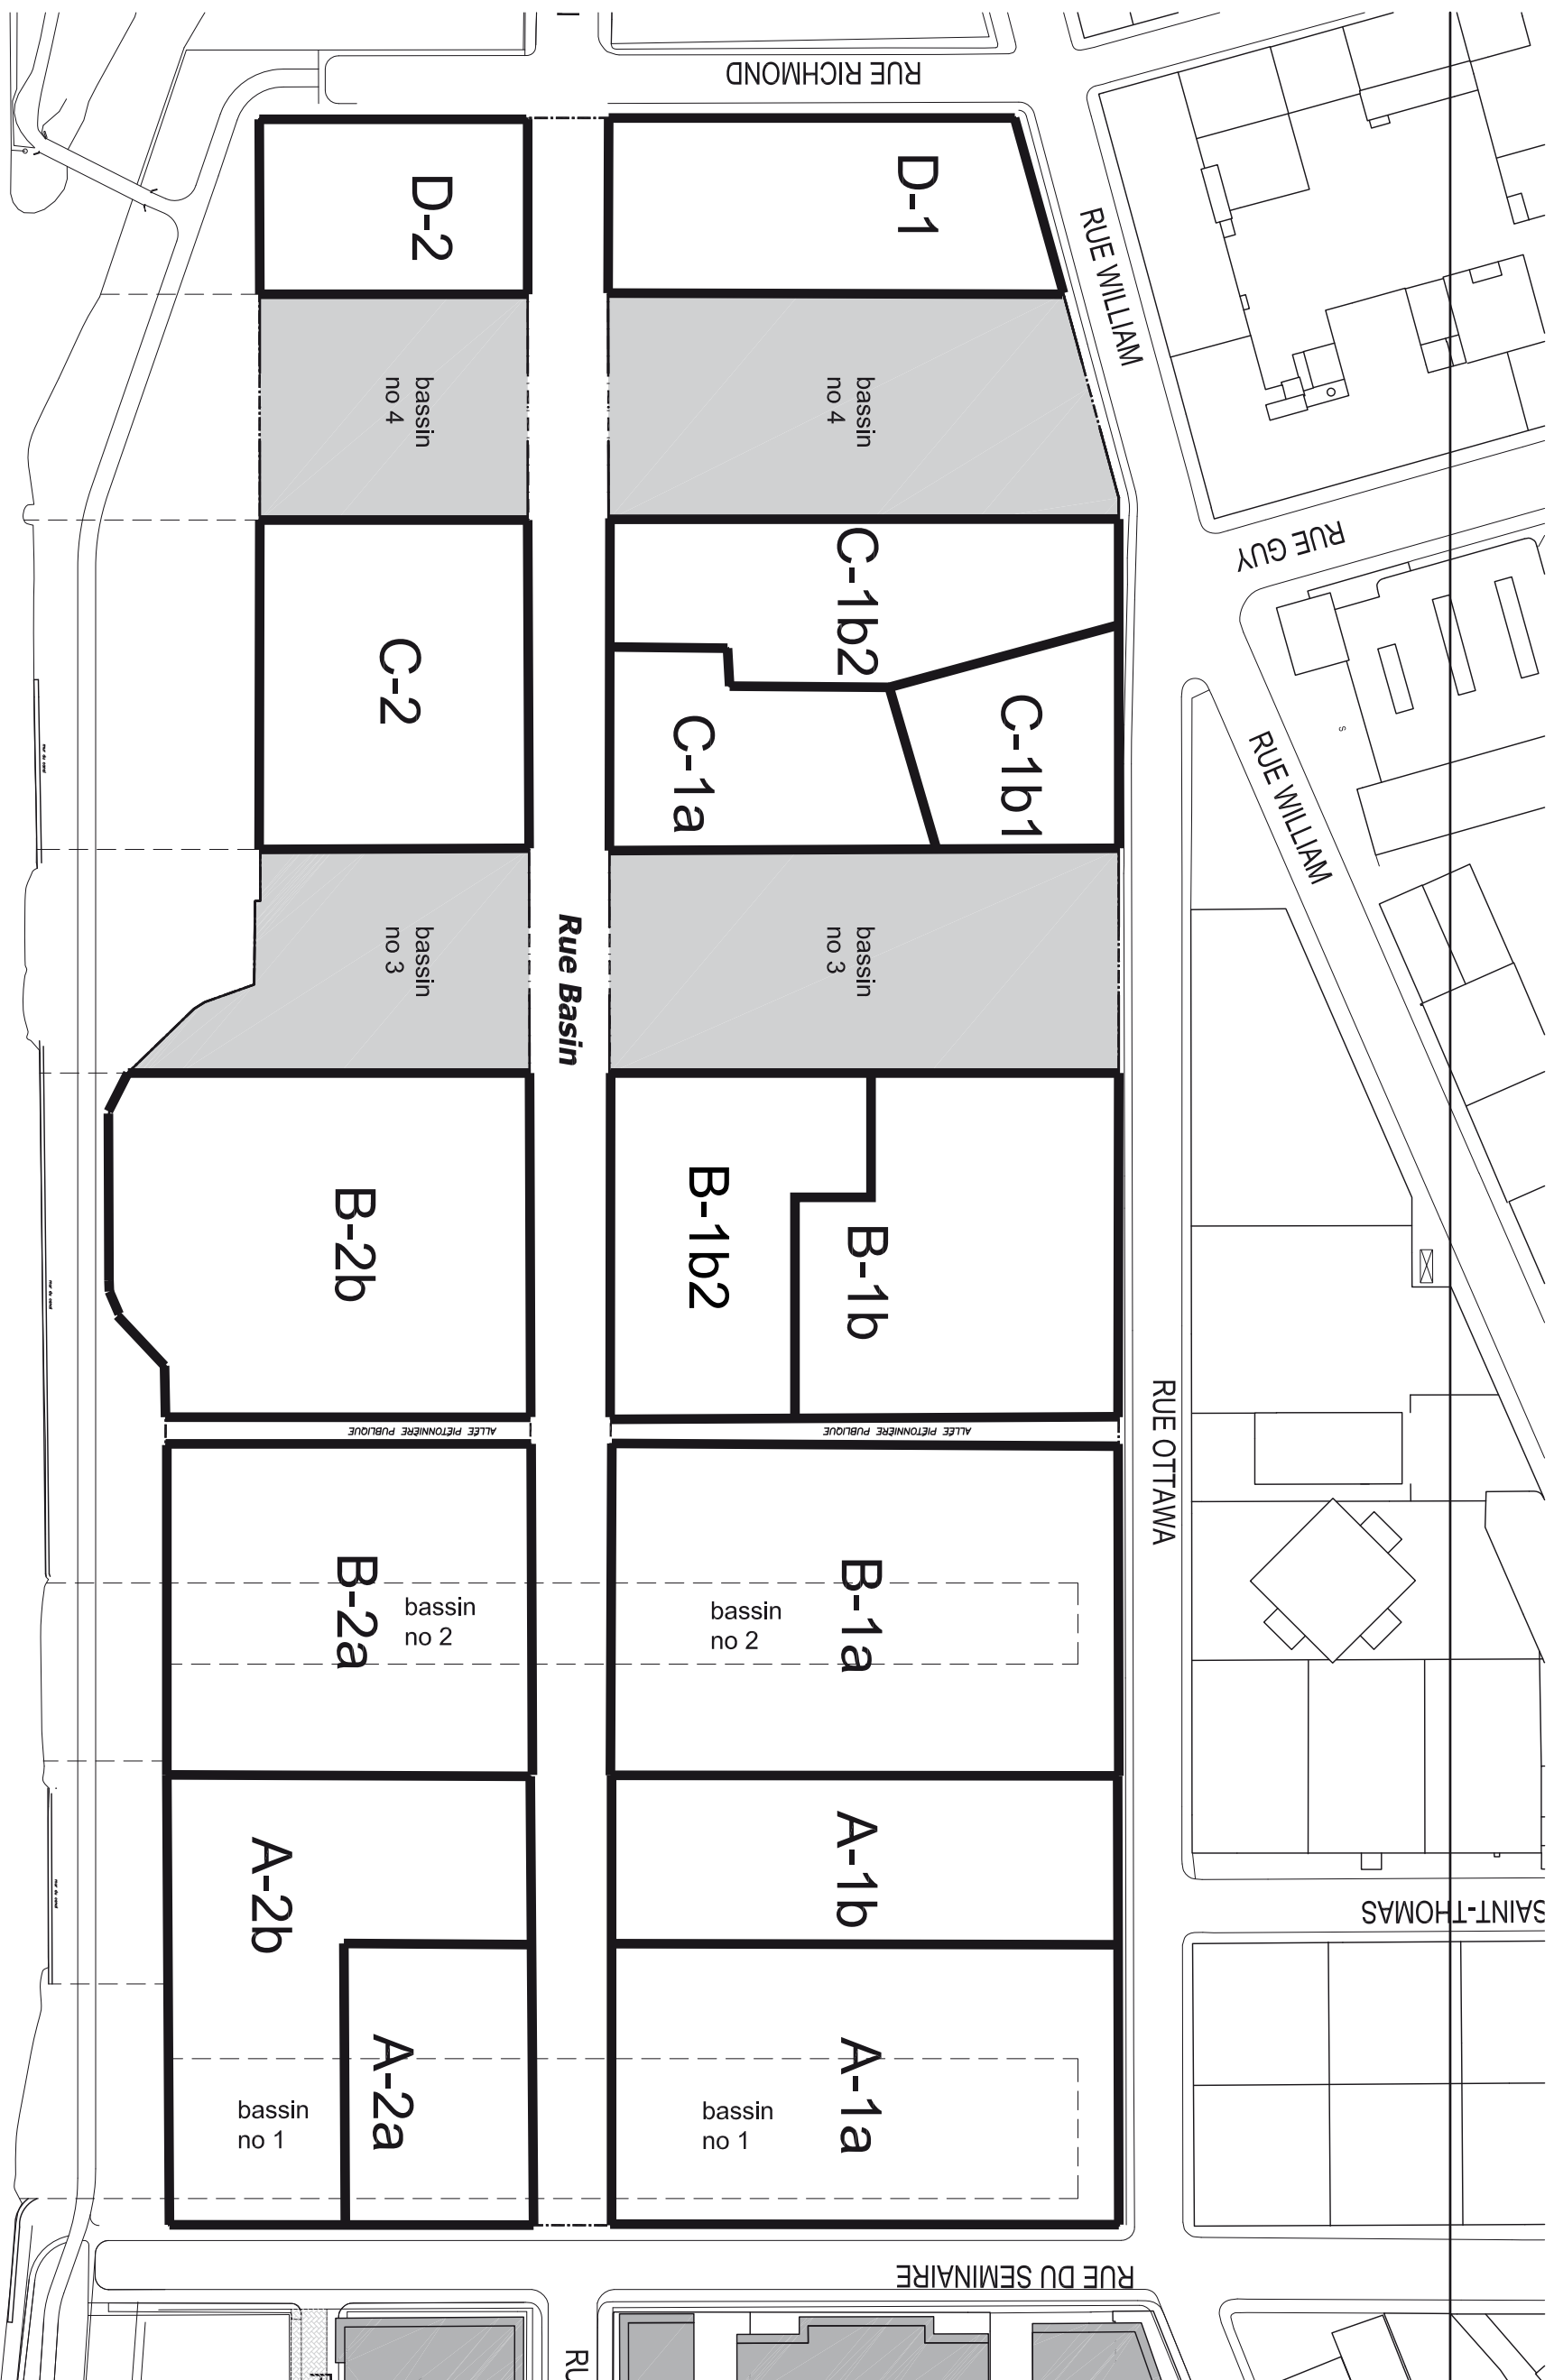 RUE RICHMOND
D-2
D-1
RUE WILLIAM
bassin
no 4
bassin
no 4
RUE GUY
C-1b2
C-2
C-1a
C-1b1
RUE WILLIAM
S
bassin
no 3
Rue Basin
bassin
no 3
B-2b
B-1b2
B-1b
RUE OTTAWA
ALLÉE PIÉTONNIÈRE PUBLIQUE
ALLÉE PIÉTONNIÈRE PUBLIQUE
B-2a
bassin
no 2
bassin
no 2
B-1a
A-2b
A-1b
SAINT-THOMAS
A-2a
A-1a
bassin
no 1
bassin
no 1
RUE DU SEMINAIRE
RU